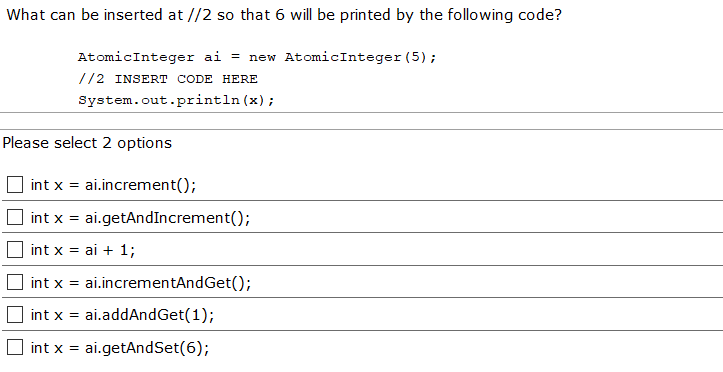 What can be inserted at //2 so that 6 will be printed by the following code?
AtomicInteger ai = new AtomicInteger(5);
//2 INSERT CODE HERE
System.out.println(x);
Please select 2 options
int x = ai.increment();
int x = ai.getAndIncrement();
int x = ai + 1;
int x = ai.incrementAndGet();
int x = ai.addAndGet(1);
int x = ai.getAndSet(6);